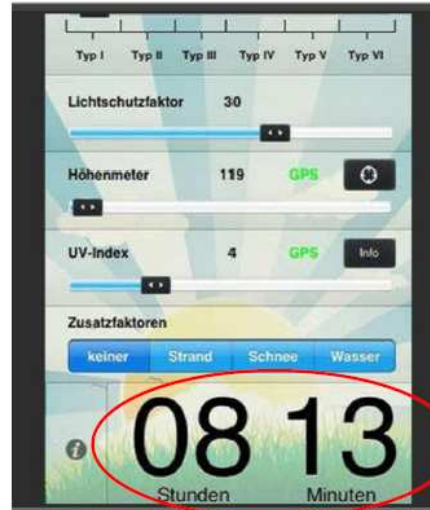 Typ I Typ II Typ III Typ IV Typ V Typ VI
Lichtschutzfaktor 30
Höhenmeter 119 GPS
UV-Index 4 GPS Info
Zusatzfaktoren
keiner Strand Schnee Wasser
i 08 13
Stunden Minuten